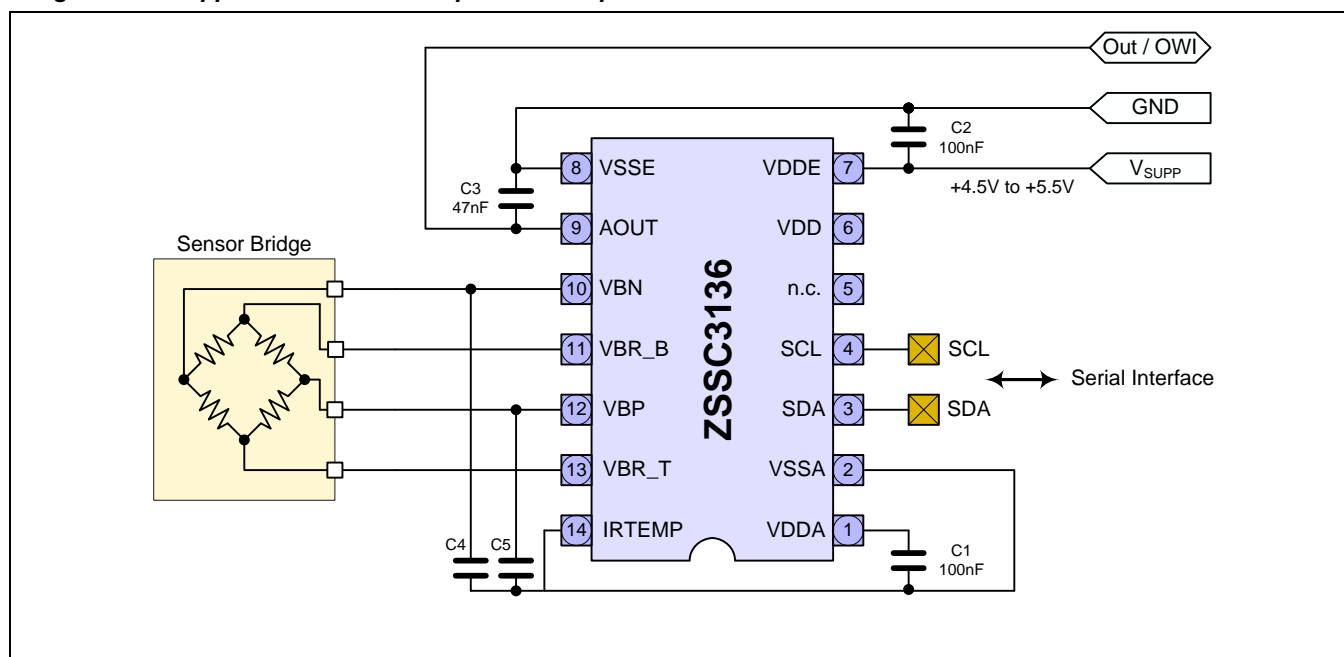 Out / OWI
GND
C2
100nF
8 VSSE VDDE 7
V_SUPP
+4.5V to +5.5V
C3
47nF
9 AOUT VDD 6
Sensor Bridge
ZSSC3136
10 VBN n.c. 5
11 VBR_B SCL 4 SCL
Serial Interface
12 VBP SDA 3 SDA
13 VBR_T VSSA 2
14 IRTEMP VDDA 1
C4 C5
C1
100nF